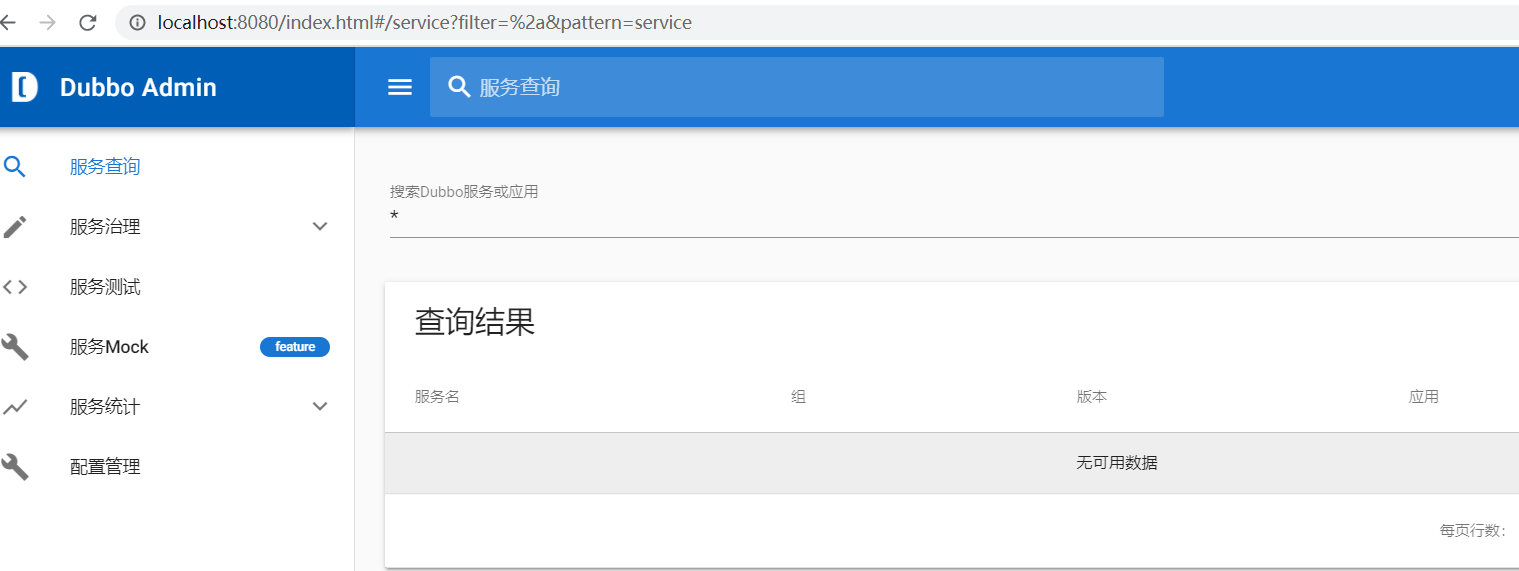 localhost:8080/index.html#/service?filter=%2a&pattern=service
Dubbo Admin
服务查询
服务查询
服务治理
服务测试
服务Mock
feature
服务统计
配置管理
搜索Dubbo服务或应用
*
查询结果
服务名 组 版本 应用
无可用数据
每页行数: